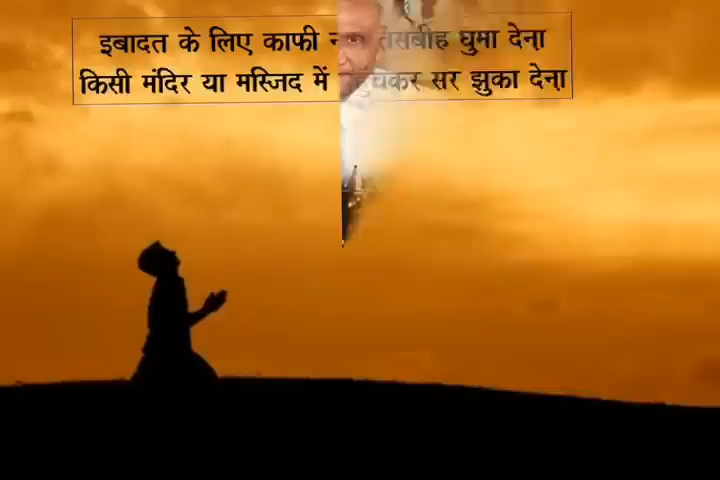 इबादत के लिए काफी तसबीह घुमा देना
किसी मंदिर या मस्जिद में सर झुका देना